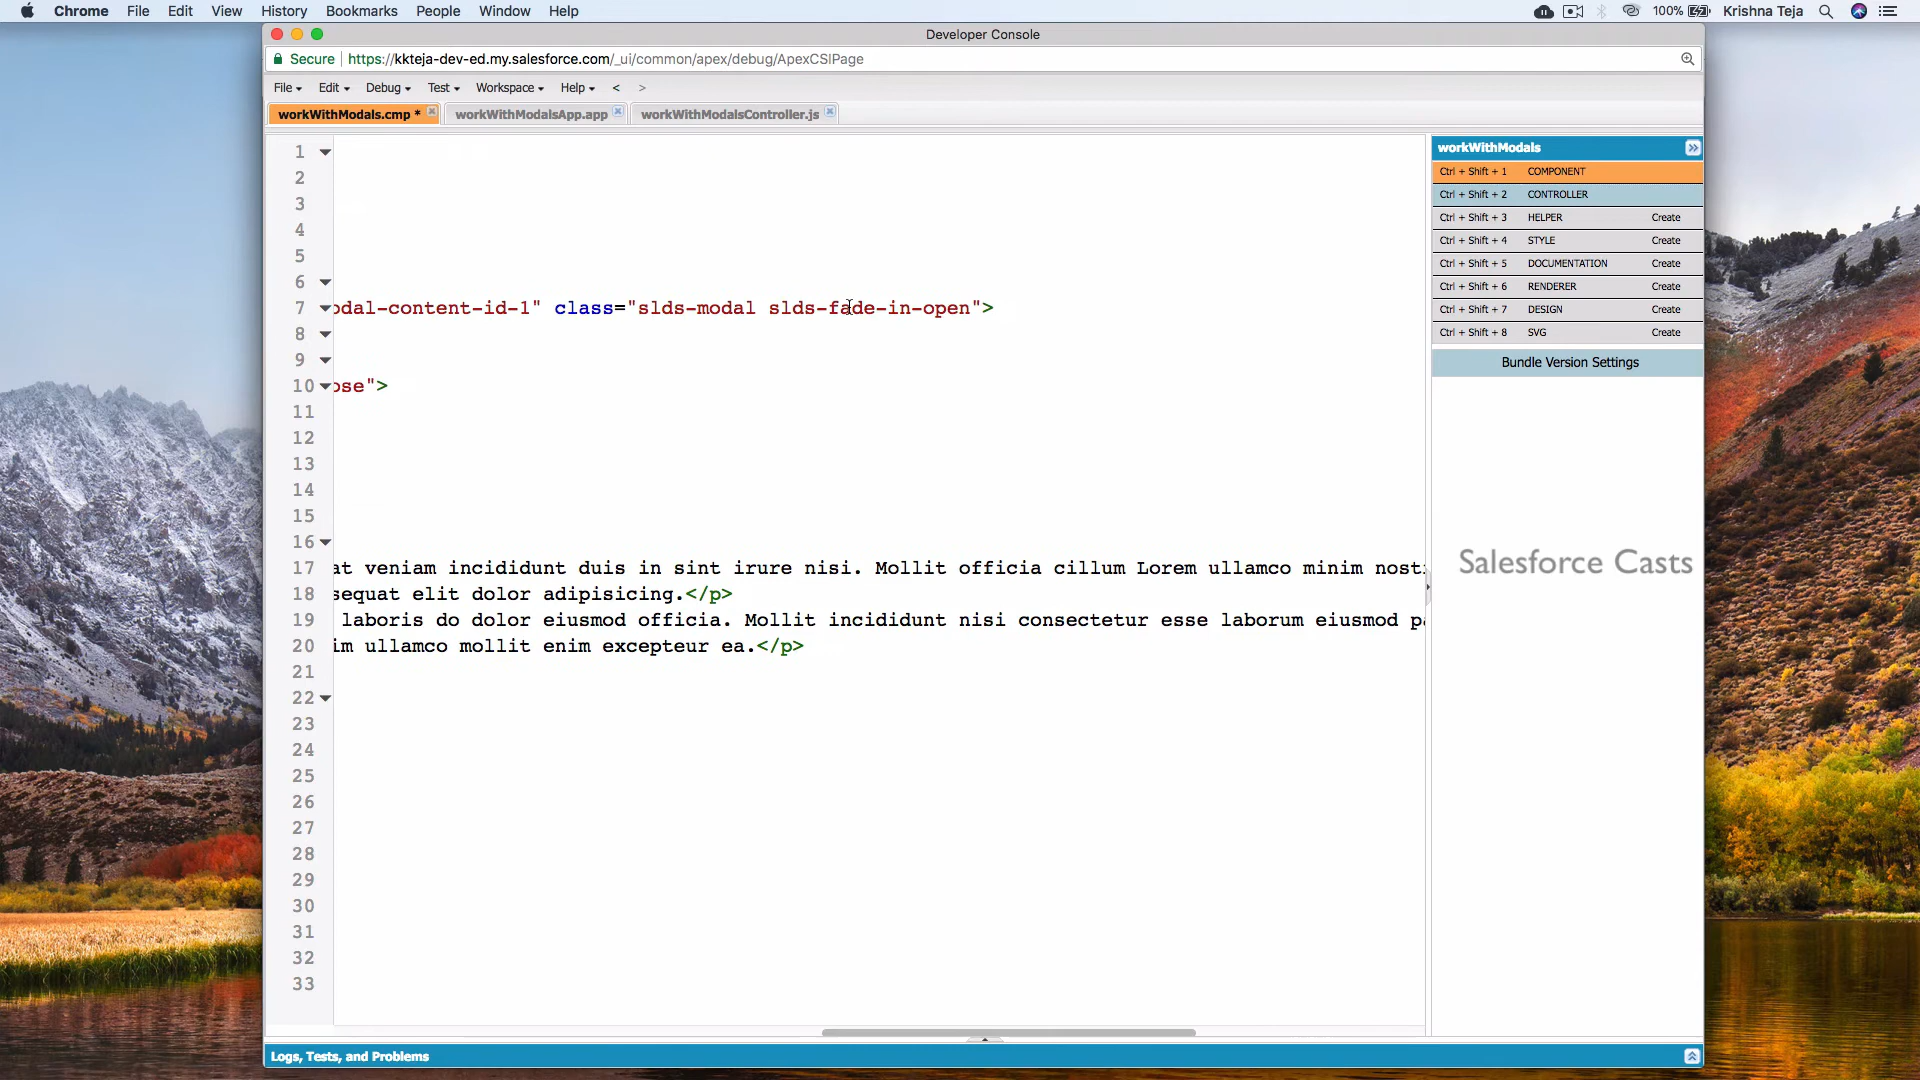 Chrome File Edit View History Bookmarks People Window Help 100% Krishna Teja
Developer Console
Secure https://kkteja-dev-ed.my.salesforce.com/_ui/common/apex/debug/ApexCSIPage
File Edit Debug Test Workspace Help < >
workWithModals.cmp * workWithModalsApp.app workWithModalsController.js
workWithModals
Ctrl + Shift + 1 COMPONENT
Ctrl + Shift + 2 CONTROLLER
Ctrl + Shift + 3 HELPER Create
Ctrl + Shift + 4 STYLE Create
Ctrl + Shift + 5 DOCUMENTATION Create
Ctrl + Shift + 6 RENDERER Create
Ctrl + Shift + 7 DESIGN Create
Ctrl + Shift + 8 SVG Create
Bundle Version Settings
1
2
3
4
5
6
7 odal-content-id-1" class="slds-modal slds-fade-in-open">
8
9
10 ose">
11
12
13
14
15
16
17 at veniam incididunt duis in sint irure nisi. Mollit officia cillum Lorem ullamco minim nosti
18 sequat elit dolor adipisicing.</p>
19 laboris do dolor eiusmod officia. Mollit incididunt nisi consectetur esse laborum eiusmod pa
20 im ullamco mollit enim excepteur ea.</p>
21
22
23
24
25
26
27
28
29
30
31
32
33
Salesforce Casts
Logs, Tests, and Problems